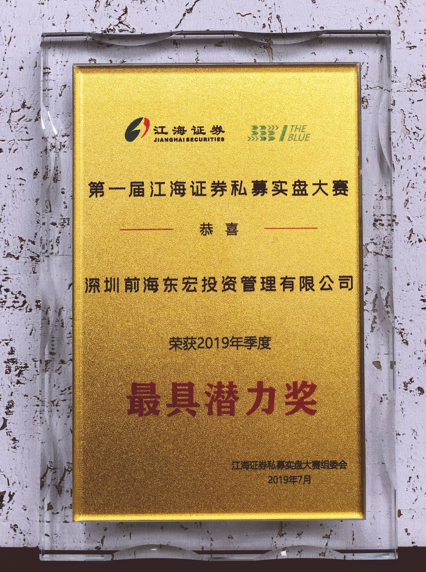 江海证券
JIANGHAI SECURITIES
THE
BLUE
第一届江海证券私募实盘大赛
恭喜
深圳前海东宏投资管理有限公司
荣获2019年季度
最具潜力奖
江海证券私募实盘大赛组委会
2019年7月